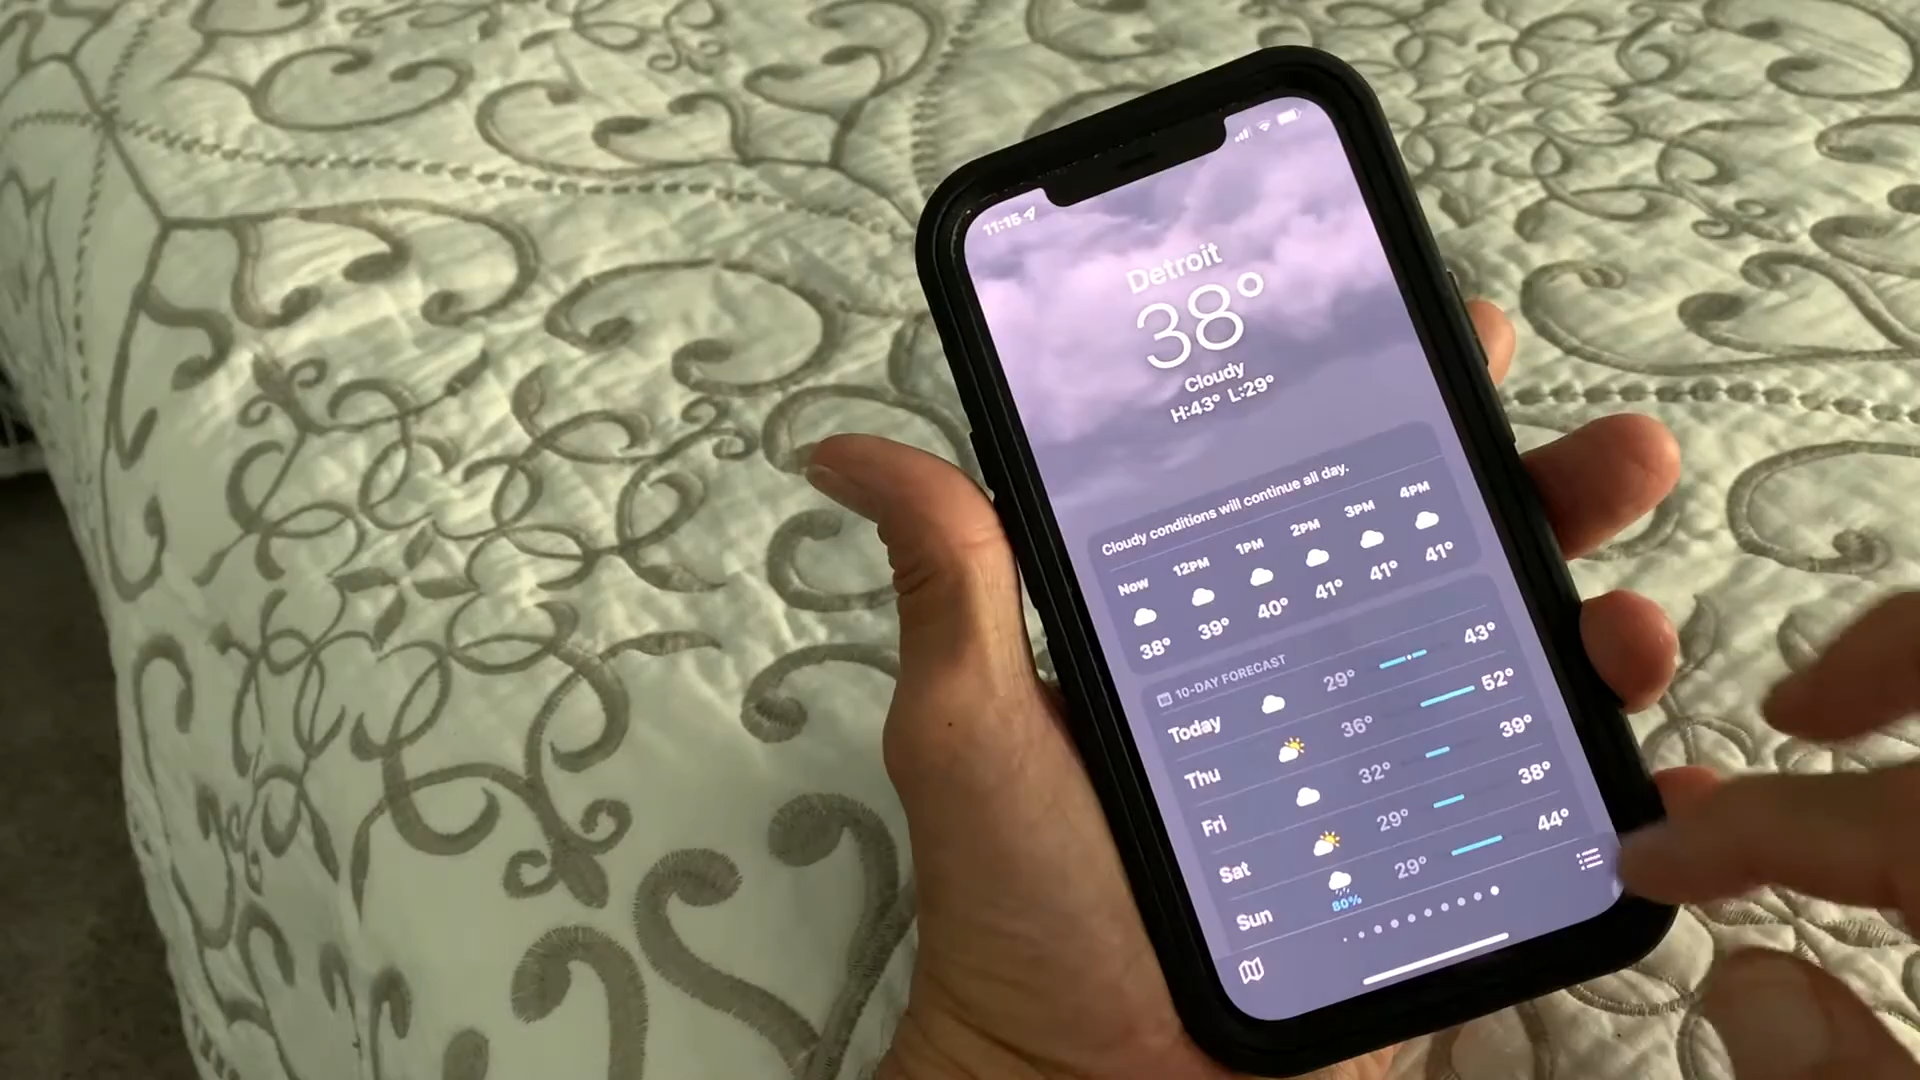 11:15
Detroit
38°
Cloudy
H:43° L:29°
Cloudy conditions will continue all day.
Now 12PM 1PM 2PM 3PM 4PM
38° 39° 40° 41° 41° 41°
10-DAY FORECAST
Today 29° 43°
Thu 36° 52°
Fri 32° 39°
Sat 29° 38°
Sun 80% 29° 44°